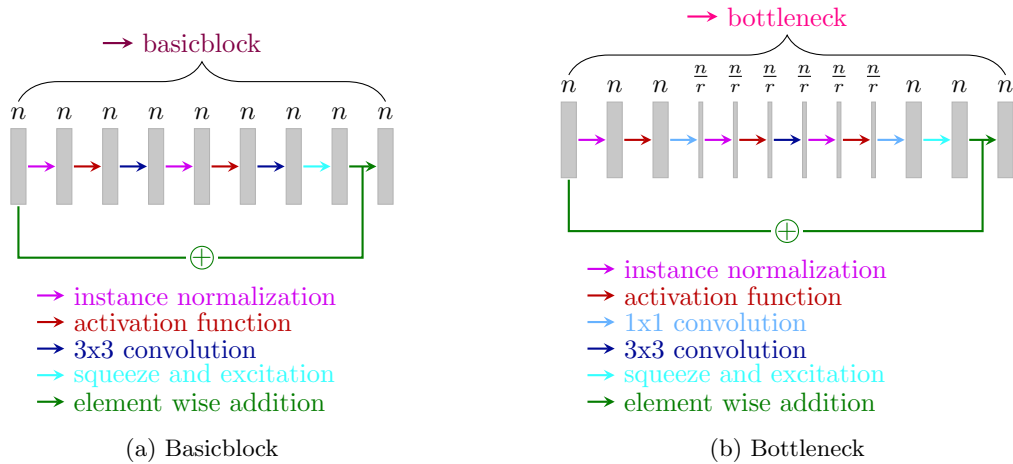 basicblock
n n n n n n n n n
instance normalization
activation function
3x3 convolution
squeeze and excitation
element wise addition
(a) Basicblock
bottleneck
n n n n/r n/r n/r n/r n/r n/r n n n
instance normalization
activation function
1x1 convolution
3x3 convolution
squeeze and excitation
element wise addition
(b) Bottleneck